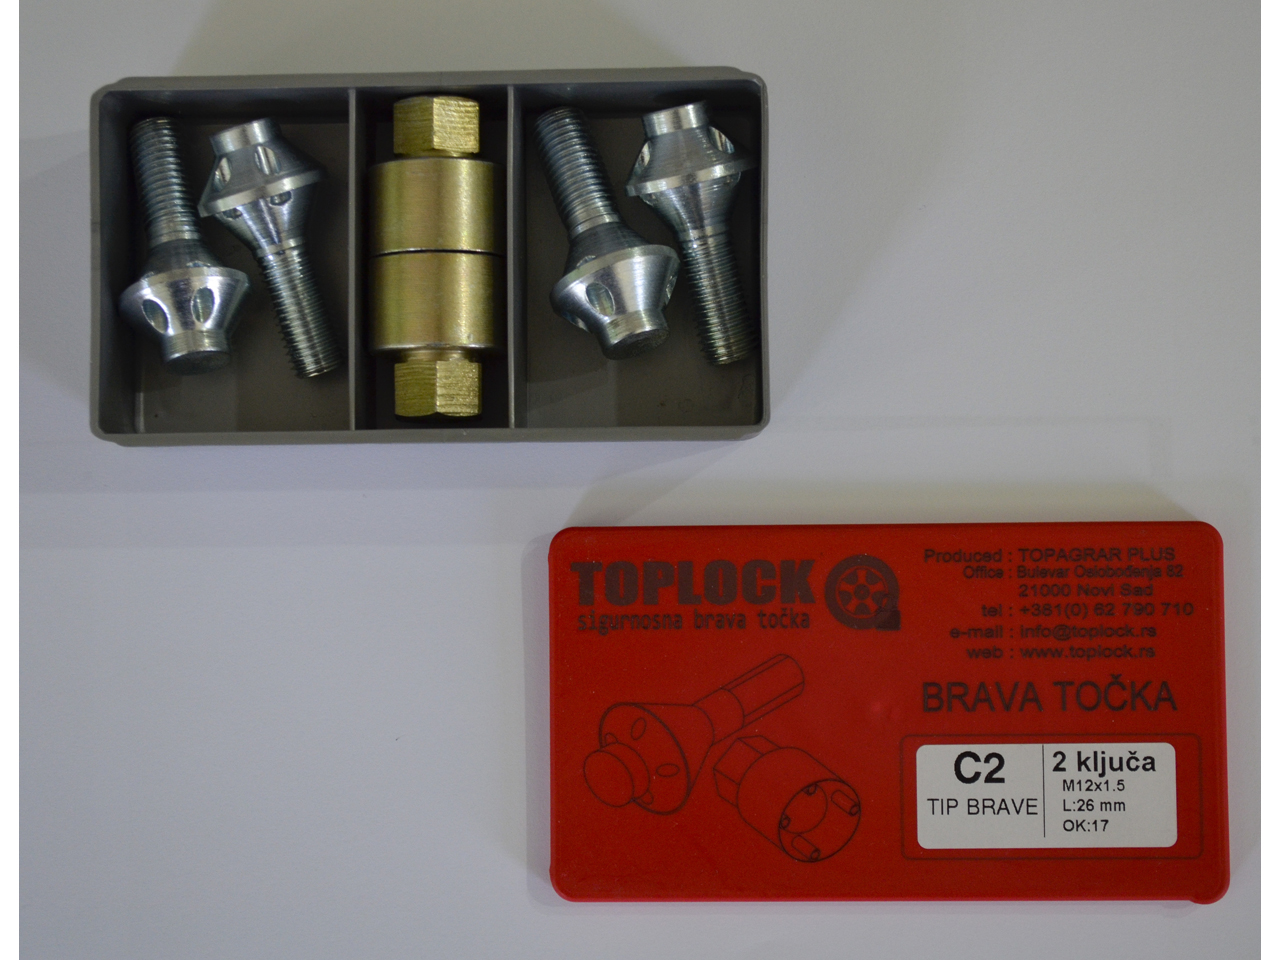 TOPLOCK
sigurnosna brava točka
Produced : TOPAGRAR PLUS
Office : Bulevar Oslobođenja 82
21000 Novi Sad
tel : +381(0) 62 790 710
e-mail : info@toplock.rs
web : www.toplock.rs
BRAVA TOČKA
C2
TIP BRAVE
2 ključa
M12x1.5
L:26 mm
OK:17